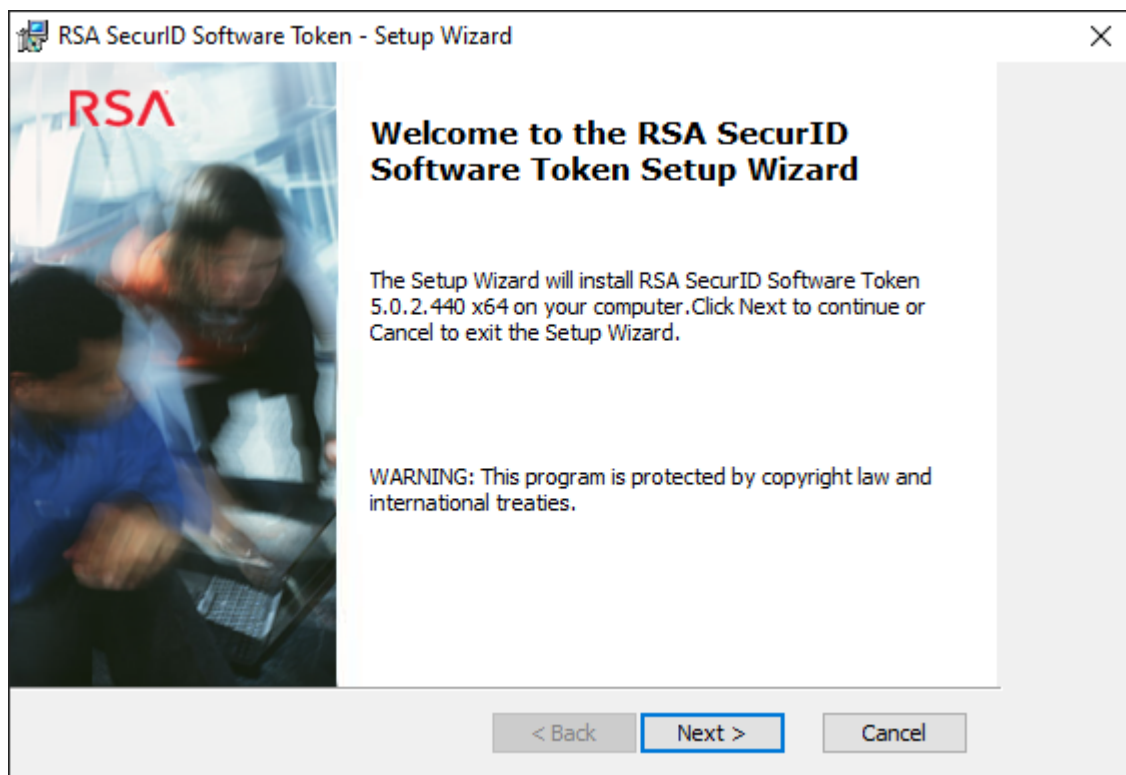 RSA SecurID Software Token - Setup Wizard
RSA
Welcome to the RSA SecurID
Software Token Setup Wizard
The Setup Wizard will install RSA SecurID Software Token
5.0.2.440 x64 on your computer.Click Next to continue or
Cancel to exit the Setup Wizard.
WARNING: This program is protected by copyright law and
international treaties.
< Back
Next >
Cancel